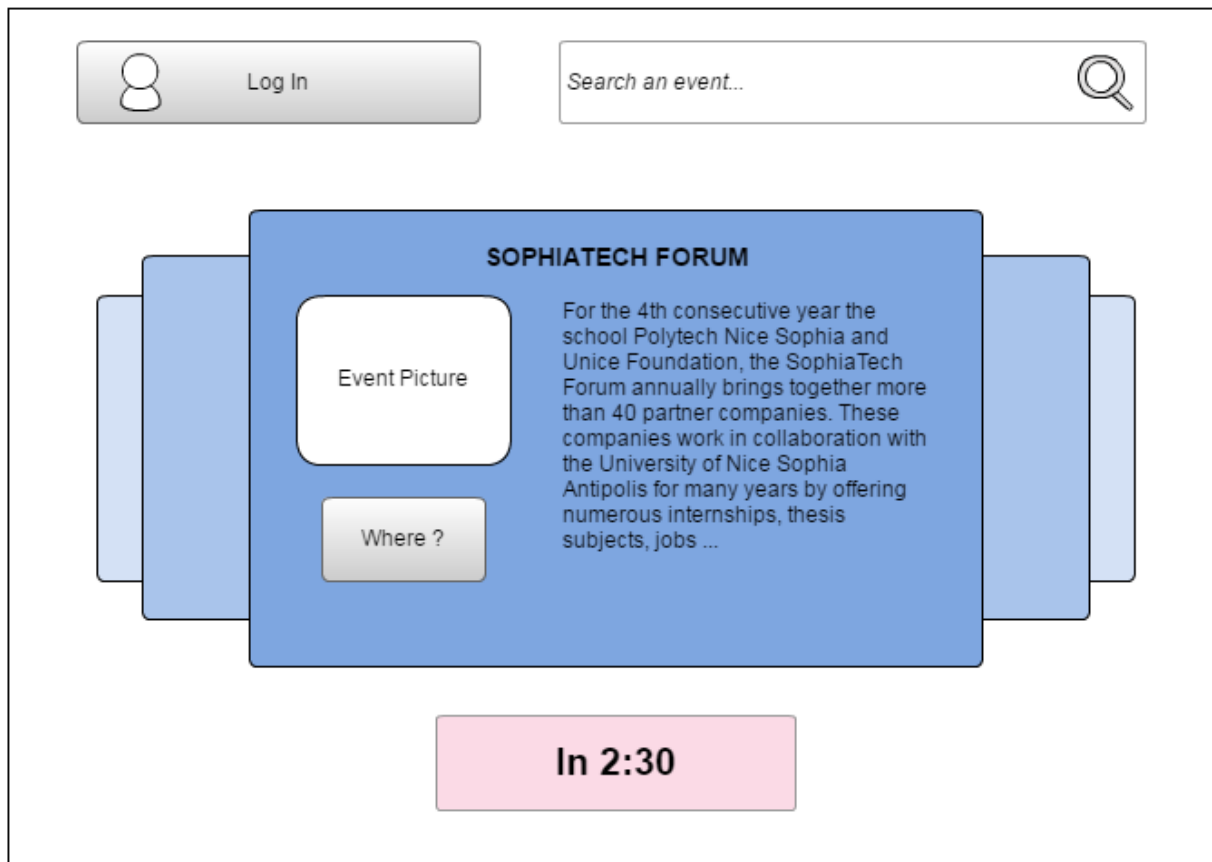 Log In
Search an event...
SOPHIATECH FORUM
Event Picture
Where ?
For the 4th consecutive year the
school Polytech Nice Sophia and
Unice Foundation, the SophiaTech
Forum annually brings together more
than 40 partner companies. These
companies work in collaboration with
the University of Nice Sophia
Antipolis for many years by offering
numerous internships, thesis
subjects, jobs ...
In 2:30